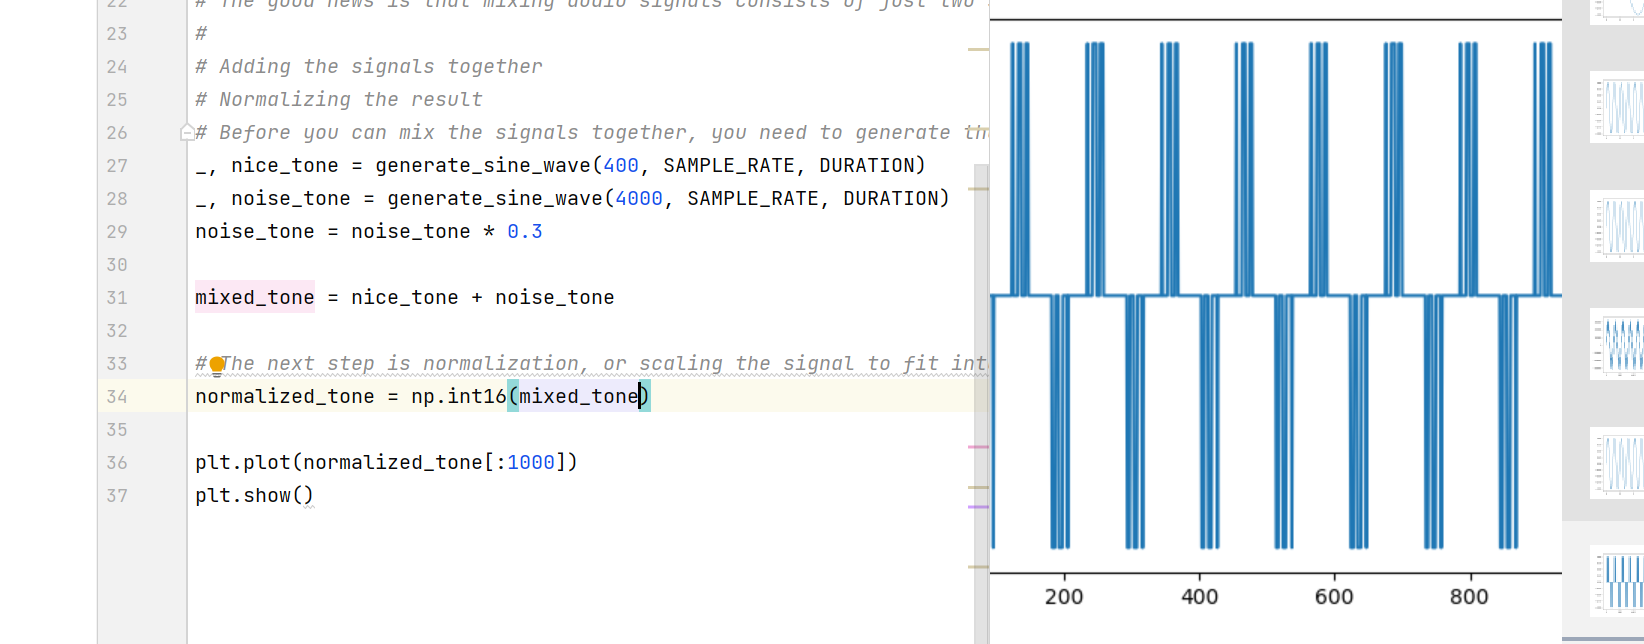 22 # The good news is that mixing audio signals consists of just two
23 #
24 # Adding the signals together
25 # Normalizing the result
26 # Before you can mix the signals together, you need to generate the
27 _, nice_tone = generate_sine_wave(400, SAMPLE_RATE, DURATION)
28 _, noise_tone = generate_sine_wave(4000, SAMPLE_RATE, DURATION)
29 noise_tone = noise_tone * 0.3
30
31 mixed_tone = nice_tone + noise_tone
32
33 # The next step is normalization, or scaling the signal to fit int
34 normalized_tone = np.int16(mixed_tone)
35
36 plt.plot(normalized_tone[:1000])
37 plt.show()
200 400 600 800